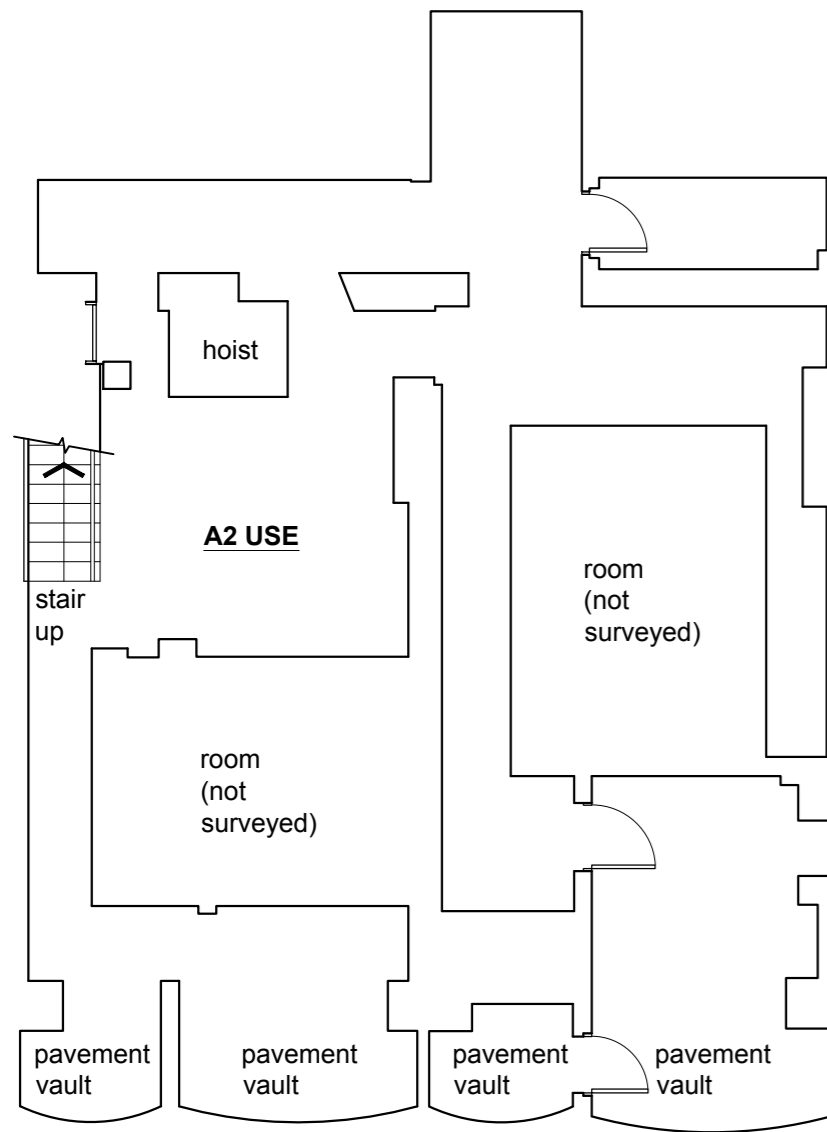 hoist
A2 USE
room
(not
surveyed)
stair
up
room
(not
surveyed)
pavement
vault
pavement
vault
pavement
vault
pavement
vault